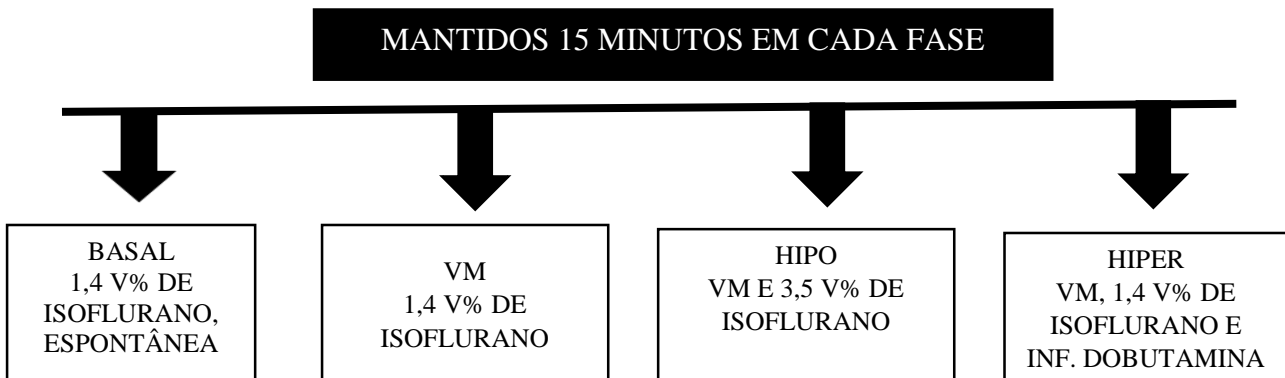 MANTIDOS 15 MINUTOS EM CADA FASE
BASAL
1,4 V% DE
ISOFLURANO,
ESPONTÂNEA
VM
1,4 V% DE
ISOFLURANO
HIPO
VM E 3,5 V% DE
ISOFLURANO
HIPER
VM, 1,4 V% DE
ISOFLURANO E
INF. DOBUTAMINA